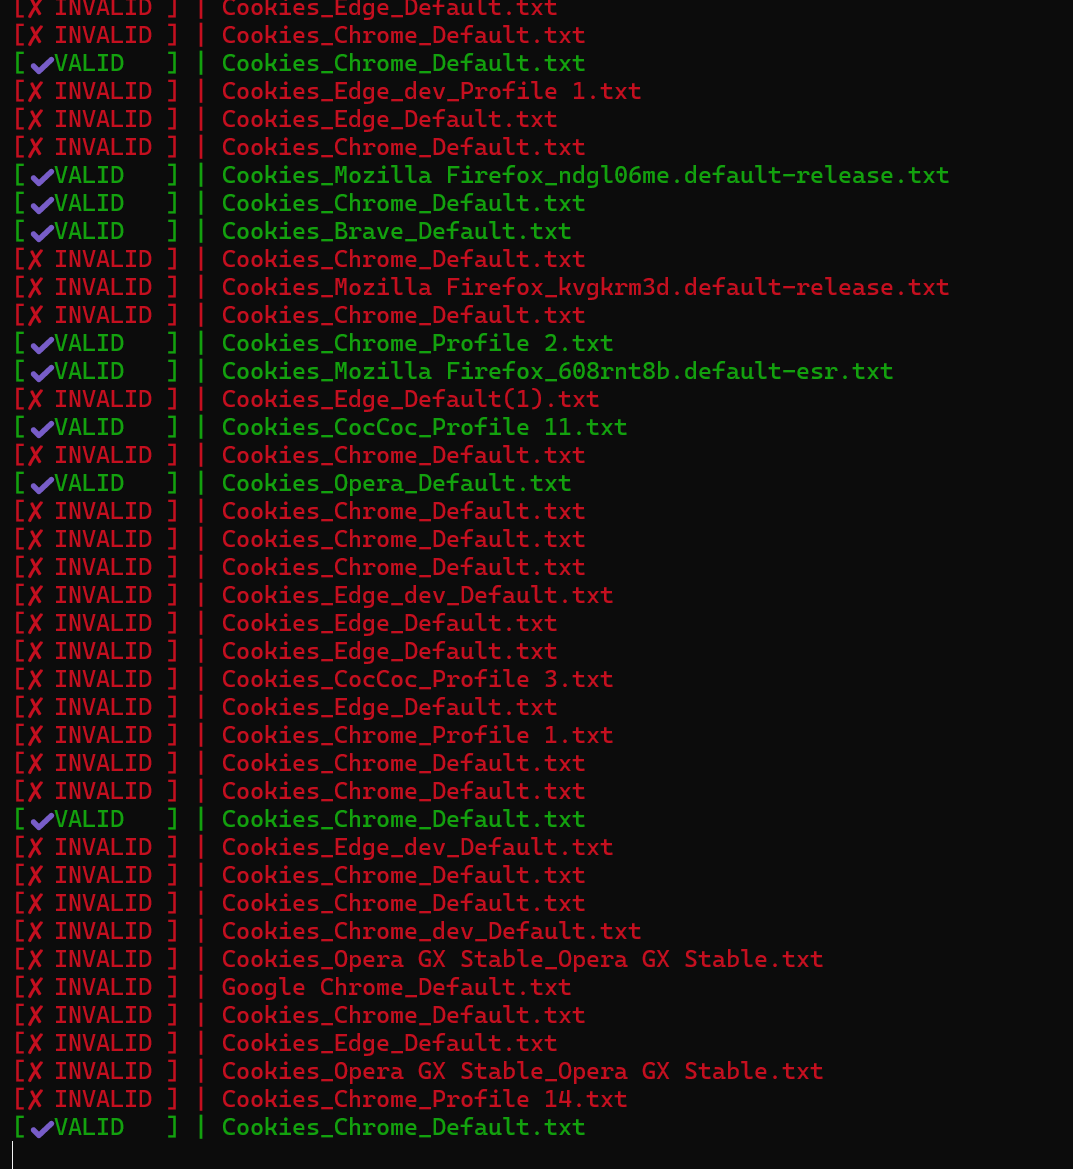 [✗ INVALID ] | Cookies_Edge_Default.txt
[✗ INVALID ] | Cookies_Chrome_Default.txt
[ ✔VALID   ] | Cookies_Chrome_Default.txt
[✗ INVALID ] | Cookies_Edge_dev_Profile 1.txt
[✗ INVALID ] | Cookies_Edge_Default.txt
[✗ INVALID ] | Cookies_Chrome_Default.txt
[ ✔VALID   ] | Cookies_Mozilla Firefox_ndgl06me.default-release.txt
[ ✔VALID   ] | Cookies_Chrome_Default.txt
[ ✔VALID   ] | Cookies_Brave_Default.txt
[✗ INVALID ] | Cookies_Chrome_Default.txt
[✗ INVALID ] | Cookies_Mozilla Firefox_kvgkrm3d.default-release.txt
[✗ INVALID ] | Cookies_Chrome_Default.txt
[ ✔VALID   ] | Cookies_Chrome_Profile 2.txt
[ ✔VALID   ] | Cookies_Mozilla Firefox_608rnt8b.default-esr.txt
[✗ INVALID ] | Cookies_Edge_Default(1).txt
[ ✔VALID   ] | Cookies_CocCoc_Profile 11.txt
[✗ INVALID ] | Cookies_Chrome_Default.txt
[ ✔VALID   ] | Cookies_Opera_Default.txt
[✗ INVALID ] | Cookies_Chrome_Default.txt
[✗ INVALID ] | Cookies_Chrome_Default.txt
[✗ INVALID ] | Cookies_Chrome_Default.txt
[✗ INVALID ] | Cookies_Edge_dev_Default.txt
[✗ INVALID ] | Cookies_Edge_Default.txt
[✗ INVALID ] | Cookies_Edge_Default.txt
[✗ INVALID ] | Cookies_CocCoc_Profile 3.txt
[✗ INVALID ] | Cookies_Edge_Default.txt
[✗ INVALID ] | Cookies_Chrome_Profile 1.txt
[✗ INVALID ] | Cookies_Chrome_Default.txt
[✗ INVALID ] | Cookies_Chrome_Default.txt
[ ✔VALID   ] | Cookies_Chrome_Default.txt
[✗ INVALID ] | Cookies_Edge_dev_Default.txt
[✗ INVALID ] | Cookies_Chrome_Default.txt
[✗ INVALID ] | Cookies_Chrome_Default.txt
[✗ INVALID ] | Cookies_Chrome_dev_Default.txt
[✗ INVALID ] | Cookies_Opera GX Stable_Opera GX Stable.txt
[✗ INVALID ] | Google Chrome_Default.txt
[✗ INVALID ] | Cookies_Chrome_Default.txt
[✗ INVALID ] | Cookies_Edge_Default.txt
[✗ INVALID ] | Cookies_Opera GX Stable_Opera GX Stable.txt
[✗ INVALID ] | Cookies_Chrome_Profile 14.txt
[ ✔VALID   ] | Cookies_Chrome_Default.txt